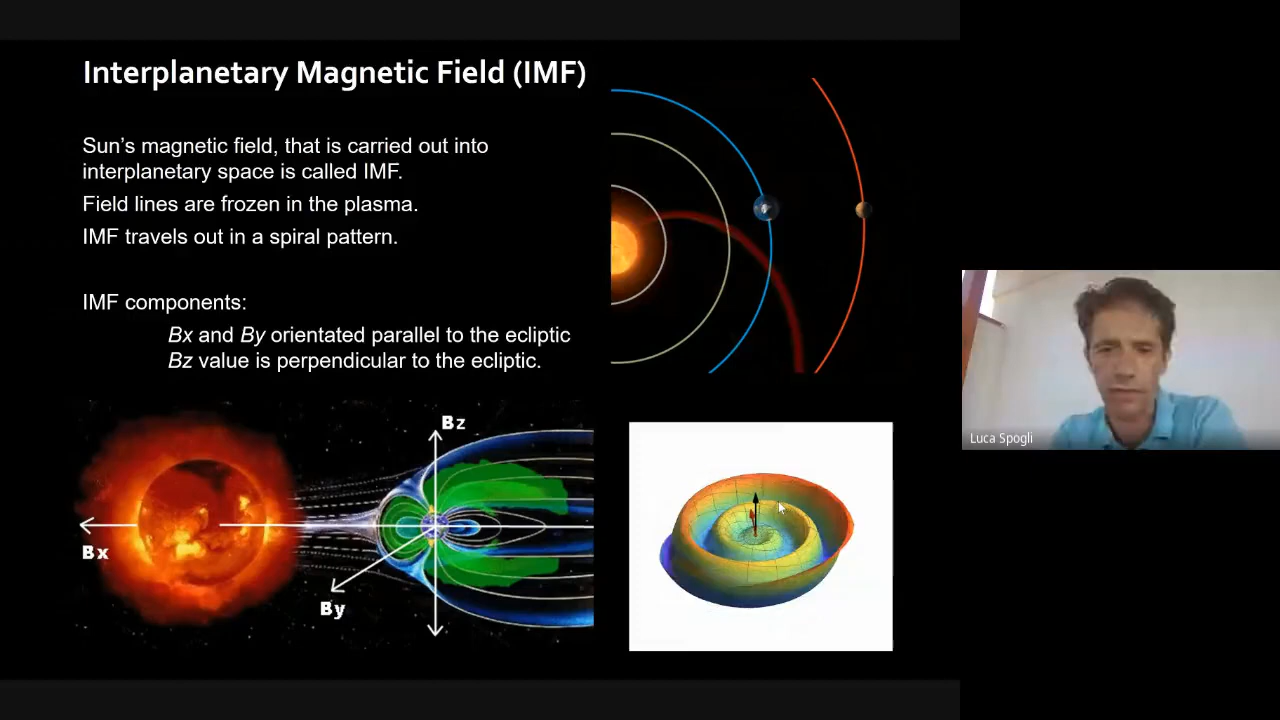 Interplanetary Magnetic Field (IMF)
Sun's magnetic field, that is carried out into
interplanetary space is called IMF.
Field lines are frozen in the plasma.
IMF travels out in a spiral pattern.
IMF components:
Bx and By orientated parallel to the ecliptic
Bz value is perpendicular to the ecliptic.
Bz
Bx
By
Luca Spogli